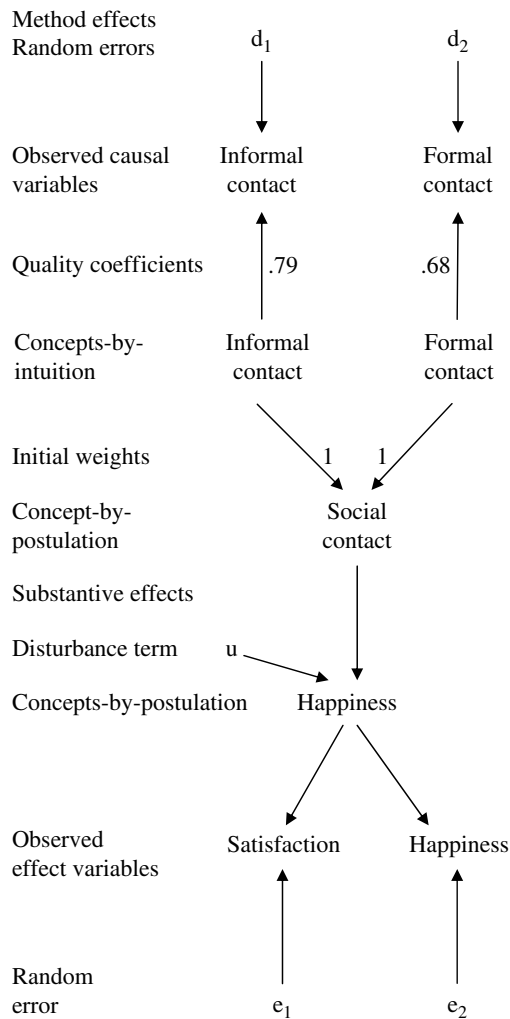 Method effects
Random errors
d1 d2
Observed causal variables
Informal contact
Formal contact
Quality coefficients
.79 .68
Concepts-by-intuition
Informal contact
Formal contact
Initial weights
1 1
Concept-by-postulation
Social contact
Substantive effects
Disturbance term u
Concepts-by-postulation Happiness
Observed effect variables
Satisfaction Happiness
Random error
e1 e2